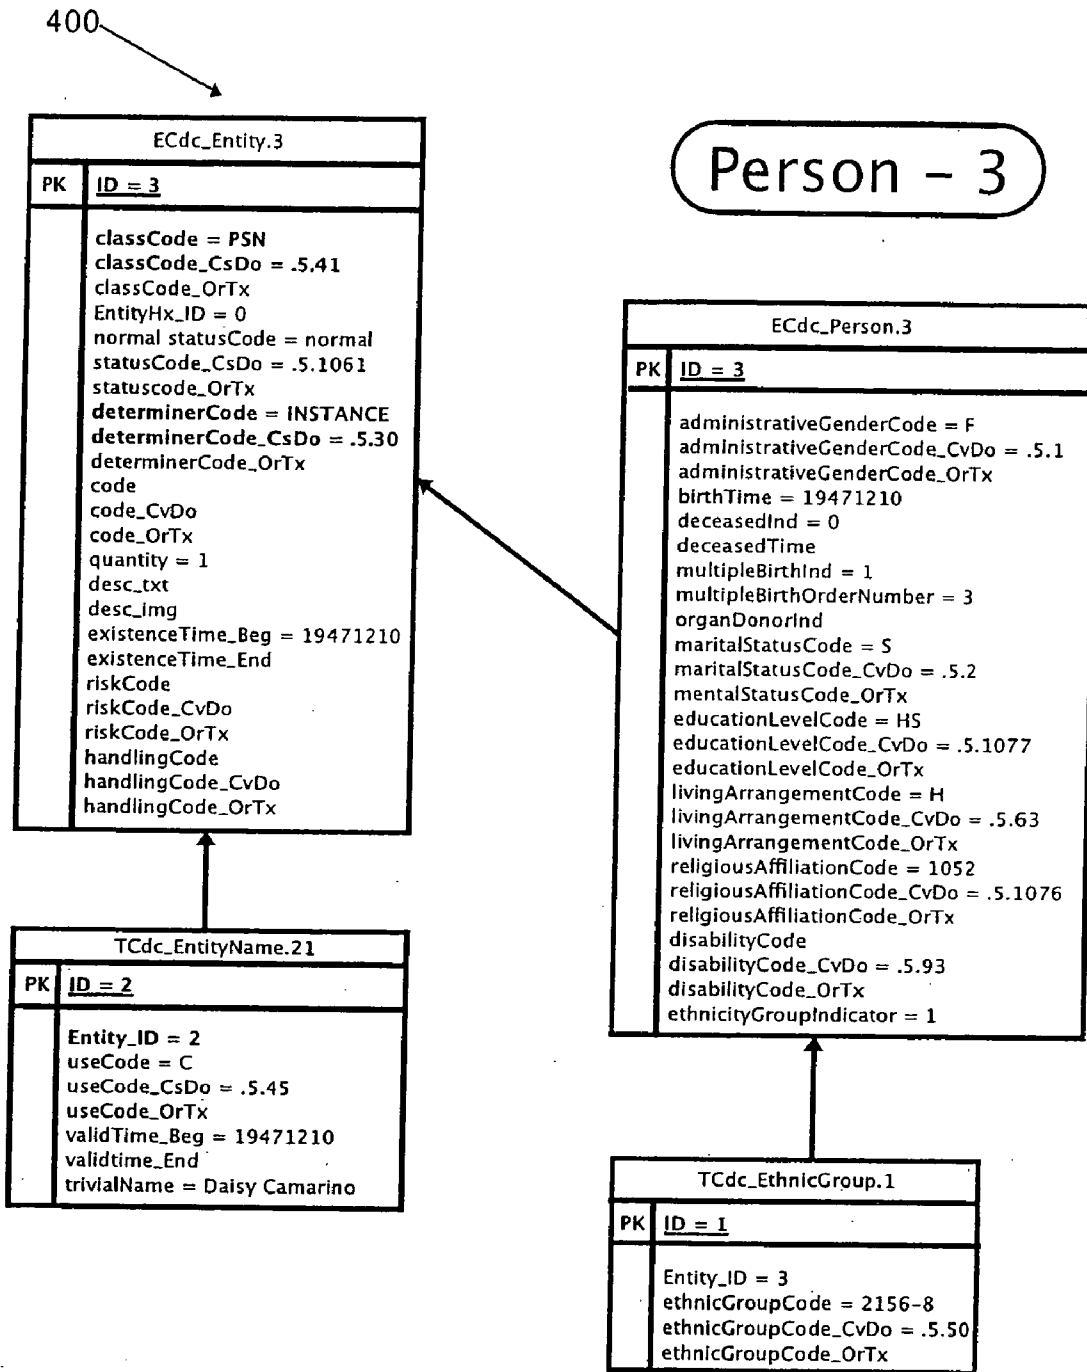 400
ECdc_Entity.3
PK ID = 3
classCode = PSN
classCode_CsDo = .5.41
classCode_OrTx
EntityHx_ID = 0
normal statusCode = normal
statusCode_CsDo = .5.1061
statuscode_OrTx
determinerCode = INSTANCE
determinerCode_CsDo = .5.30
determinerCode_OrTx
code
code_CvDo
code_OrTx
quantity = 1
desc_txt
desc_img
existenceTime_Beg = 19471210
existenceTime_End
riskCode
riskCode_CvDo
riskCode_OrTx
handlingCode
handlingCode_CvDo
handlingCode_OrTx
TCdc_EntityName.21
PK ID = 2
Entity_ID = 2
useCode = C
useCode_CsDo = .5.45
useCode_OrTx
validTime_Beg = 19471210
validtime_End
trivialName = Daisy Camarino
Person - 3
ECdc_Person.3
PK ID = 3
administrativeGenderCode = F
administrativeGenderCode_CvDo = .5.1
administrativeGenderCode_OrTx
birthTime = 19471210
deceasedInd = 0
deceasedTime
multipleBirthInd = 1
multipleBirthOrderNumber = 3
organDonorInd
maritalStatusCode = S
maritalStatusCode_CvDo = .5.2
mentalStatusCode_OrTx
educationLevelCode = HS
educationLevelCode_CvDo = .5.1077
educationLevelCode_OrTx
livingArrangementCode = H
livingArrangementCode_CvDo = .5.63
livingArrangementCode_OrTx
religiousAffiliationCode = 1052
religiousAffiliationCode_CvDo = .5.1076
religiousAffiliationCode_OrTx
disabilityCode
disabilityCode_CvDo = .5.93
disabilityCode_OrTx
ethnicityGroupIndicator = 1
TCdc_EthnicGroup.1
PK ID = 1
Entity_ID = 3
ethnicGroupCode = 2156-8
ethnicGroupCode_CvDo = .5.50
ethnicGroupCode_OrTx